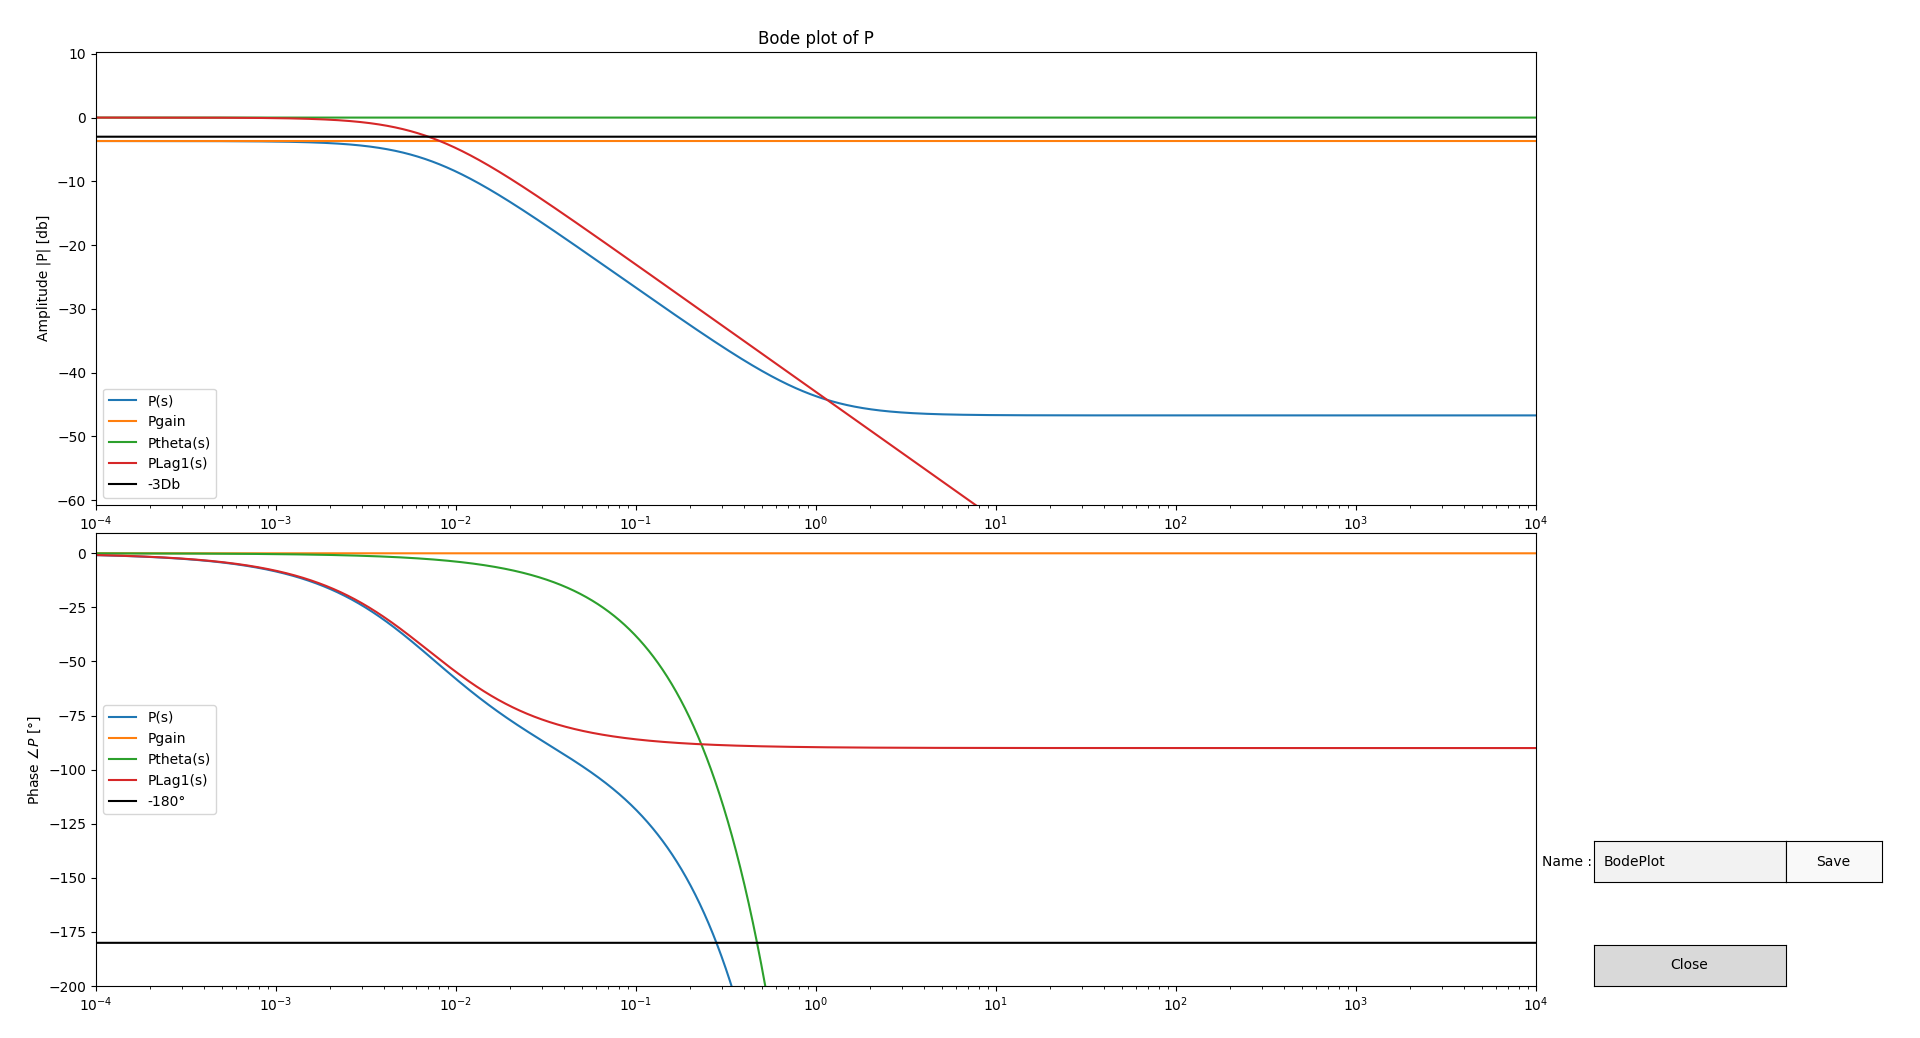 Bode plot of P
10
0
−10
−20
−30
−40
−50
−60
Amplitude |P| [db]
P(s)
Pgain
Ptheta(s)
PLag1(s)
-3Db
10⁻⁴ 10⁻³ 10⁻² 10⁻¹ 10⁰ 10¹ 10² 10³ 10⁴
0
−25
−50
−75
−100
−125
−150
−175
−200
Phase ∠P [°]
P(s)
Pgain
Ptheta(s)
PLag1(s)
-180°
10⁻⁴ 10⁻³ 10⁻² 10⁻¹ 10⁰ 10¹ 10² 10³ 10⁴
Name : BodePlot Save
Close